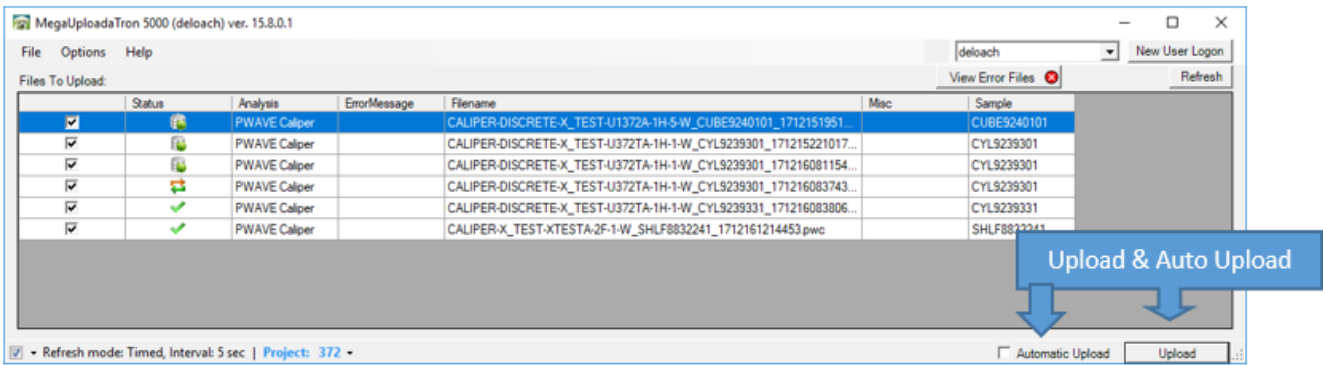 MegaUploadaTron 5000 (deloach) ver. 15.8.0.1
File Options Help deloach New User Logon
Files To Upload: View Error Files Refresh
Status Analysis ErrorMessage Filename Misc Sample
PWAVE Caliper CALIPER-DISCRETE-X_TEST-U1372A-1H-5-W_CUBE9240101_1712151951... CUBE9240101
PWAVE Caliper CALIPER-DISCRETE-X_TEST-U372TA-1H-1-W_CYL9239301_171215221017... CYL9239301
PWAVE Caliper CALIPER-DISCRETE-X_TEST-U372TA-1H-1-W_CYL9239301_171216081154... CYL9239301
PWAVE Caliper CALIPER-DISCRETE-X_TEST-U372TA-1H-1-W_CYL9239301_171216083743... CYL9239301
PWAVE Caliper CALIPER-DISCRETE-X_TEST-U372TA-1H-1-W_CYL9239331_171216083806... CYL9239331
PWAVE Caliper CALIPER-X_TEST-XTESTA-2F-1-W_SHLF8832241_1712161214453.pwc SHLF8832241
Upload & Auto Upload
Refresh mode: Timed, Interval: 5 sec | Project: 372 Automatic Upload Upload